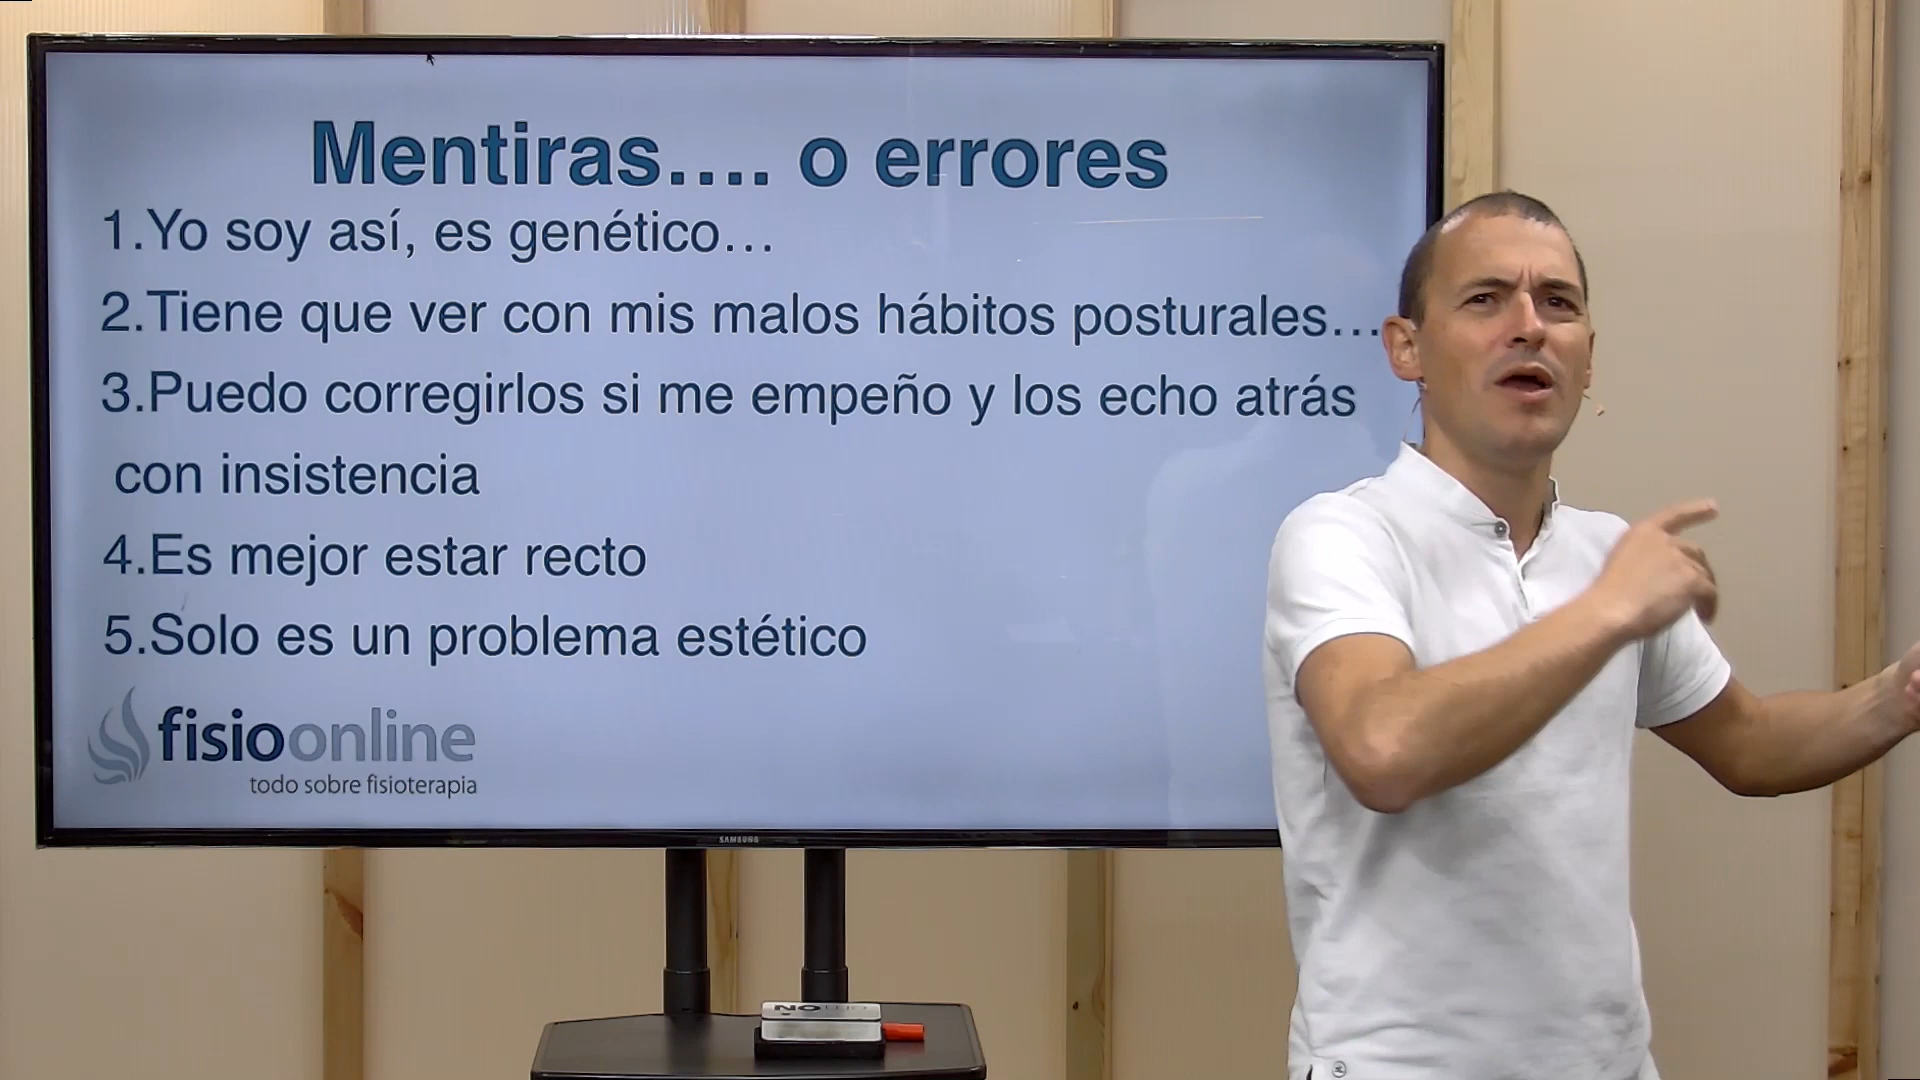 Mentiras.... o errores
1.Yo soy así, es genético...
2.Tiene que ver con mis malos hábitos posturales...
3.Puedo corregirlos si me empeño y los echo atrás
con insistencia
4.Es mejor estar recto
5.Solo es un problema estético
fisioonline
todo sobre fisioterapia
SAMSUNG